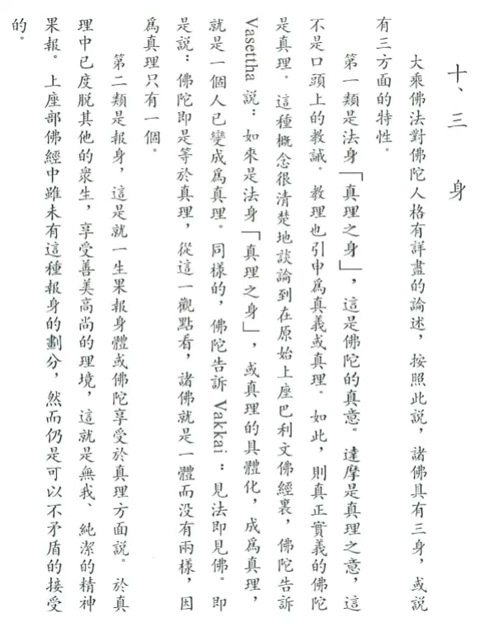 十、三　身
大乘佛法對佛陀人格有詳盡的論述，按照此說，諸佛具有三身，或說
有三方面的特性。
第一類是法身「真理之身」，這是佛陀的真意。達摩是真理之意，這
不是口頭上的教誡。教理也引申爲真義或真理。如此，則真正實義的佛陀
是真理。這種概念很清楚地談論到在原始上座巴利文佛經裏，佛陀告訴
Vasettha 說：如來是法身「真理之身」，或真理的具體化，成爲真理，
就是一個人已變成爲真理。同樣的，佛陀告訴 Vakkai：見法即見佛。即
是說：佛陀即是等於真理，從這一觀點看，諸佛就是一體而没有兩樣，因
爲真理只有一個。
第二類是報身，這是就一生果報身體或佛陀享受於真理方面說。於真
理中已度脫其他的衆生，享受善美高尚的理境，這就是無我、純潔的精神
果報。上座部佛經中雖未有這種報身的劃分，然而仍是可以不矛盾的接受
的。